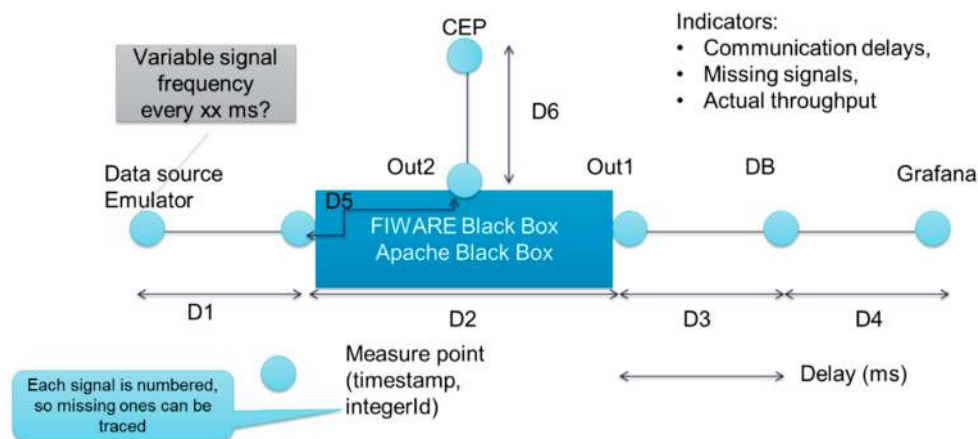 CEP
Indicators:
• Communication delays,
• Missing signals,
• Actual throughput
Variable signal
frequency
every xx ms?
D6
Data source
Emulator
Out2
Out1
DB
Grafana
D5
FIWARE Black Box
Apache Black Box
D1
D2
D3
D4
Measure point
(timestamp,
integerId)
Delay (ms)
Each signal is numbered,
so missing ones can be
traced